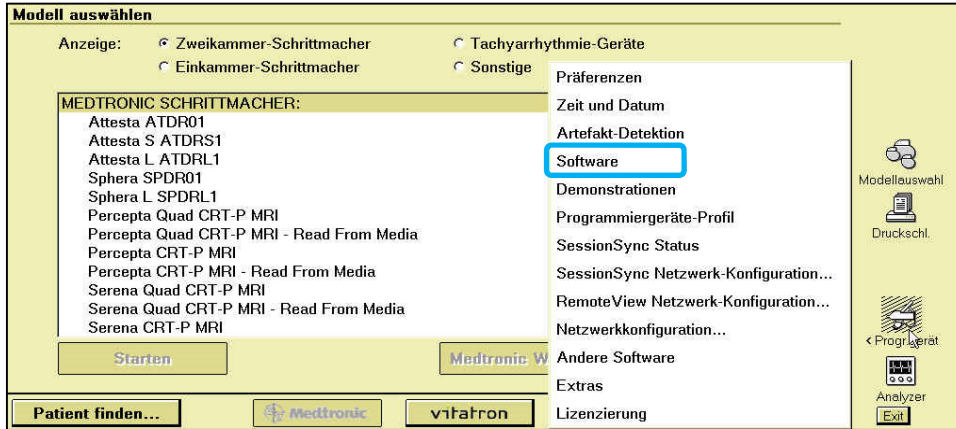 Modell auswählen
Anzeige:
Zweikammer-Schrittmacher
Tachyarrhythmie-Geräte
Einkammer-Schrittmacher
Sonstige
MEDTRONIC SCHRITTMACHER:
Attesta ATDR01
Attesta S ATDRS1
Attesta L ATDRL1
Sphera SPDR01
Sphera L SPDRL1
Percepta Quad CRT-P MRI
Percepta Quad CRT-P MRI - Read From Media
Percepta CRT-P MRI
Percepta CRT-P MRI - Read From Media
Serena Quad CRT-P MRI
Serena Quad CRT-P MRI - Read From Media
Serena CRT-P MRI
Starten
Medtronic W
Patient finden...
Medtronic
vitatron
Präferenzen
Zeit und Datum
Artefakt-Detektion
Software
Demonstrationen
Programmiergeräte-Profil
SessionSync Status
SessionSync Netzwerk-Konfiguration...
RemoteView Netzwerk-Konfiguration...
Netzwerkkonfiguration...
Andere Software
Extras
Lizenzierung
Modellauswahl
Druckschl.
< Progr.gerät
Analyzer
Exit